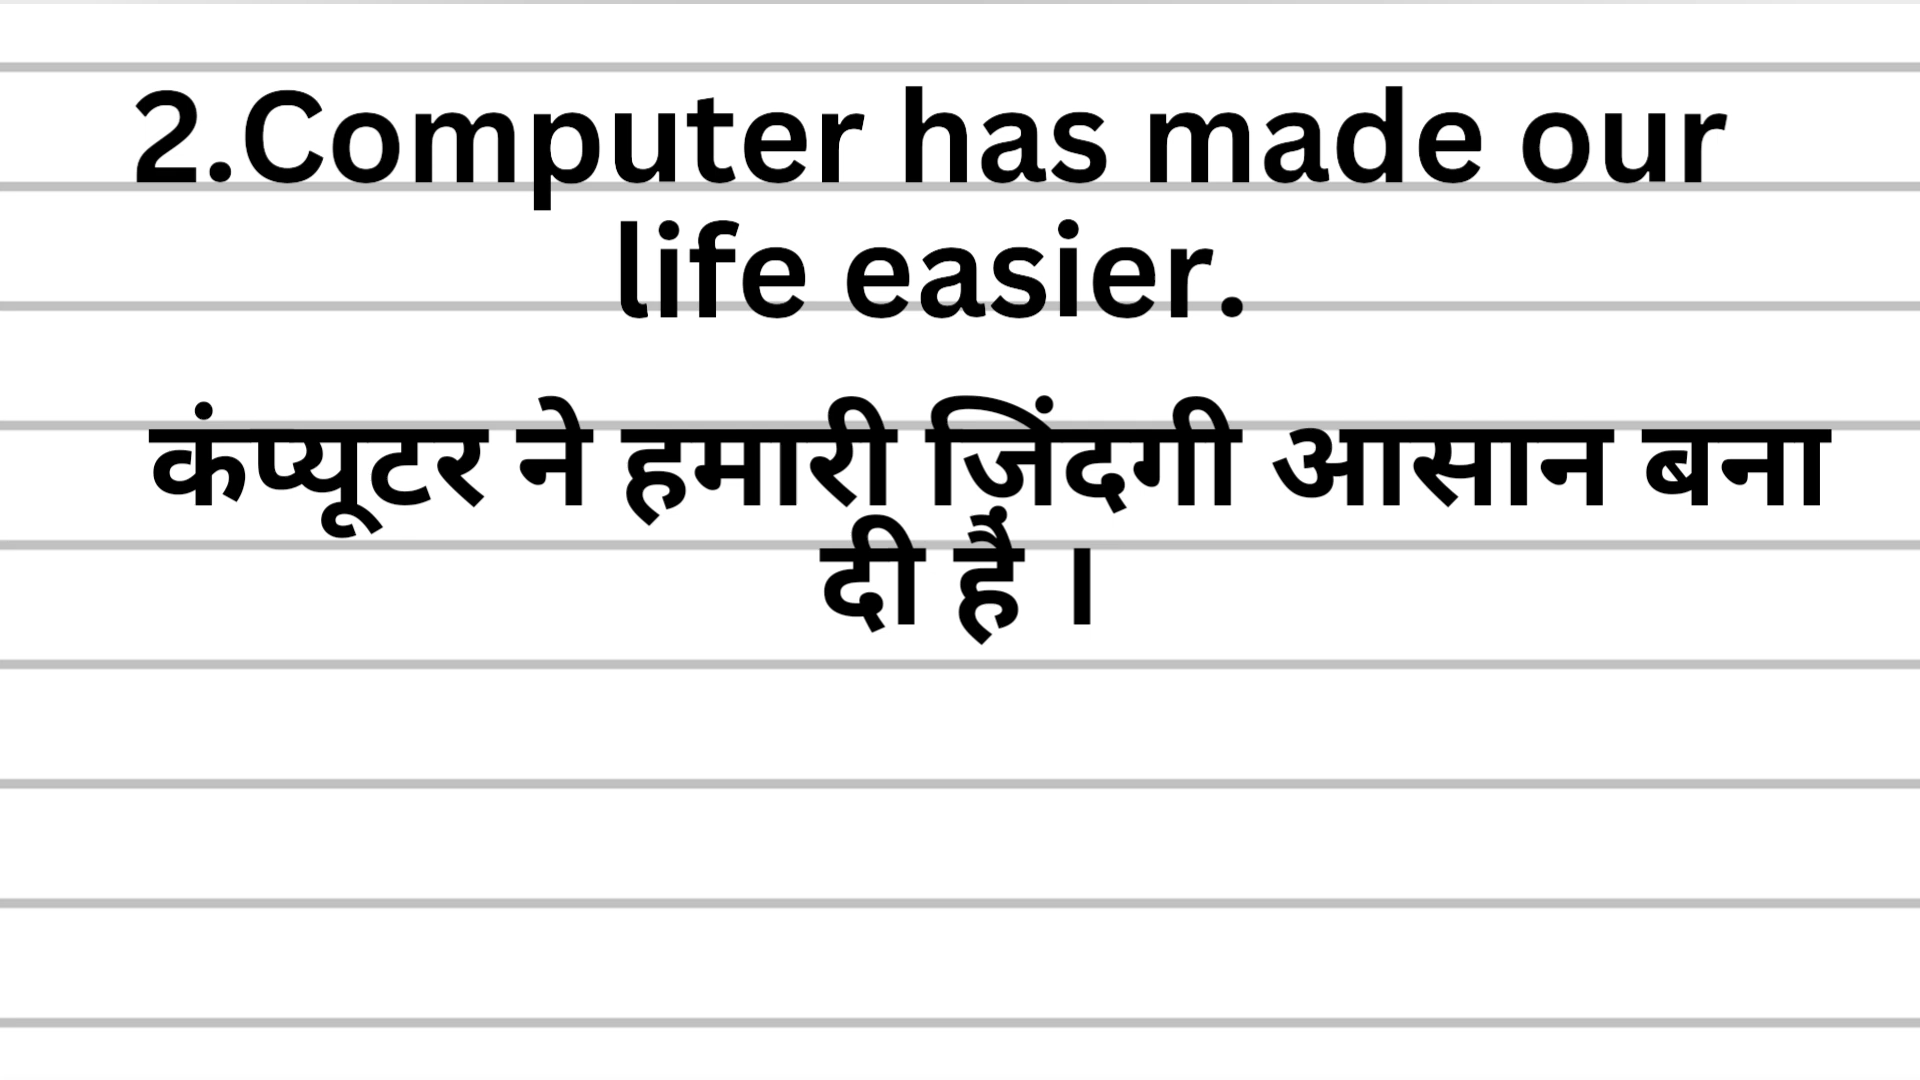 2.Computer has made our
life easier.
कंप्यूटर ने हमारी जिंदगी आसान बना
दी हैं ।